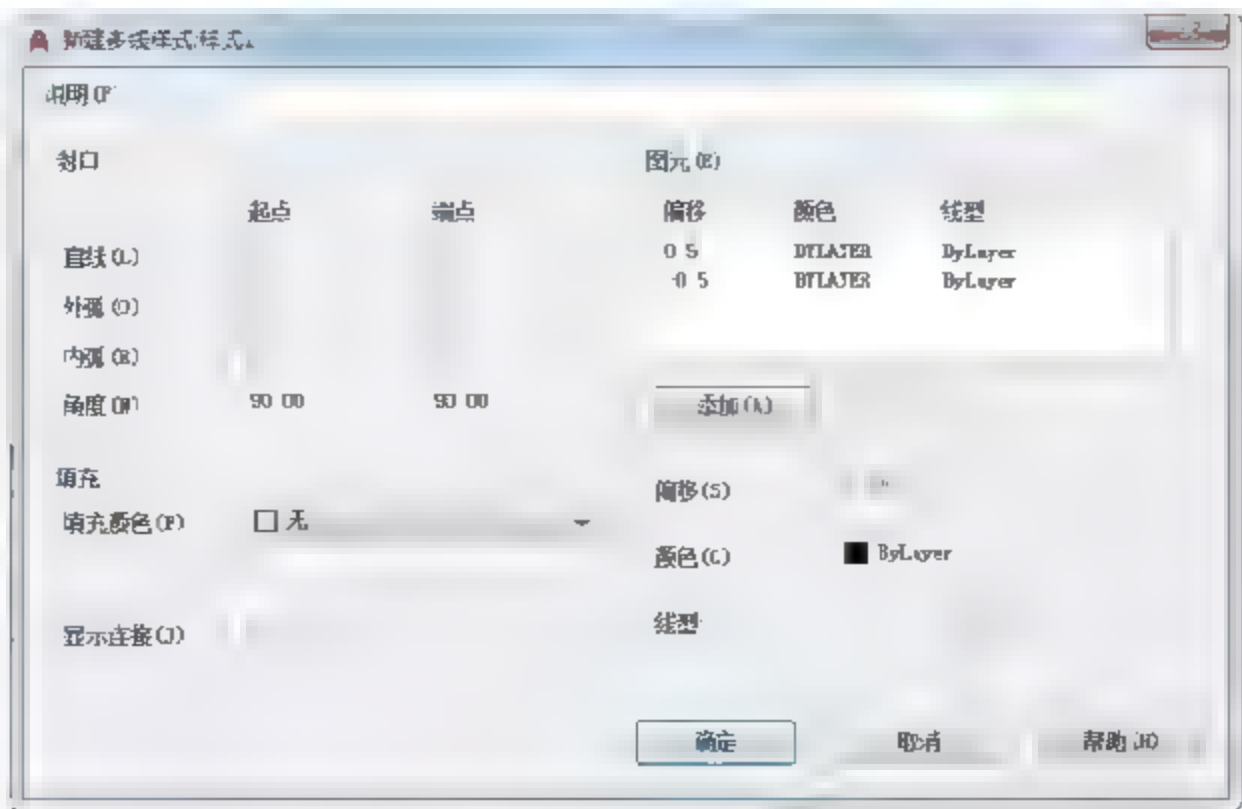 新建多线样式:样式
说明(P)
封口
图元(E)
起点 端点
偏移 颜色 线型
直线(L)
0.5 BYLAYER ByLayer
外弧(O)
-0.5 BYLAYER ByLayer
内弧(R)
角度(N) 90.00 90.00
添加(A)
填充
偏移(S)
填充颜色(F) 无
颜色(C) ByLayer
线型
显示连接(J)
确定 取消 帮助(H)